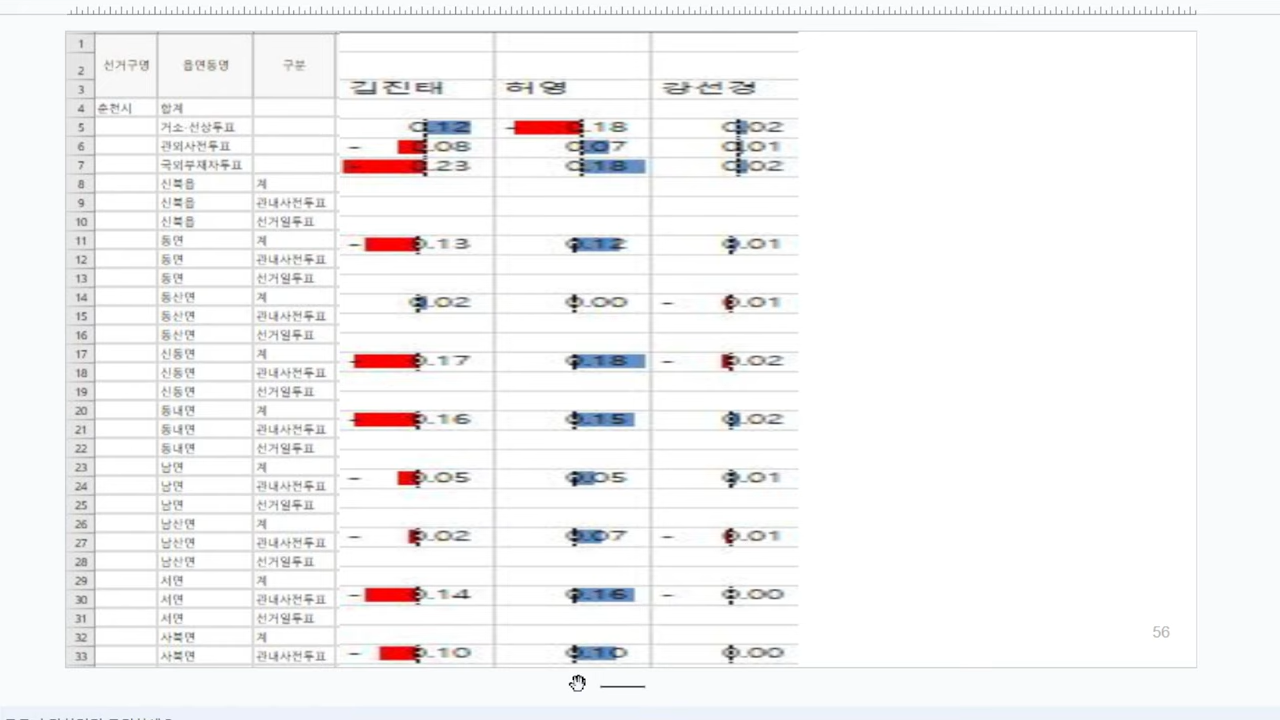 1
2 선거구명 읍면동명 구분
3 김진태 허영 강선경
4 춘천시 합계
5 거소·선상투표 0.12 - 0.18 0.02
6 관외사전투표 - 0.08 0.07 0.01
7 국외부재자투표 - 0.23 0.18 0.02
8 신북읍 계
9 신북읍 관내사전투표
10 신북읍 선거일투표
11 동면 계 - 0.13 0.12 0.01
12 동면 관내사전투표
13 동면 선거일투표
14 동산면 계 0.02 0.00 - 0.01
15 동산면 관내사전투표
16 동산면 선거일투표
17 신동면 계 - 0.17 0.18 - 0.02
18 신동면 관내사전투표
19 신동면 선거일투표
20 동내면 계 - 0.16 0.15 0.02
21 동내면 관내사전투표
22 동내면 선거일투표
23 남면 계
24 남면 관내사전투표 - 0.05 0.05 0.01
25 남면 선거일투표
26 남산면 계
27 남산면 관내사전투표 - 0.02 0.07 - 0.01
28 남산면 선거일투표
29 서면 계
30 서면 관내사전투표 - 0.14 0.16 - 0.00
31 서면 선거일투표
32 사북면 계
33 사북면 관내사전투표 - 0.10 0.10 0.00
56